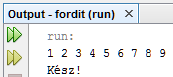 Output - fordit (run)
run:
1 2 3 4 5 6 7 8 9
Kész!